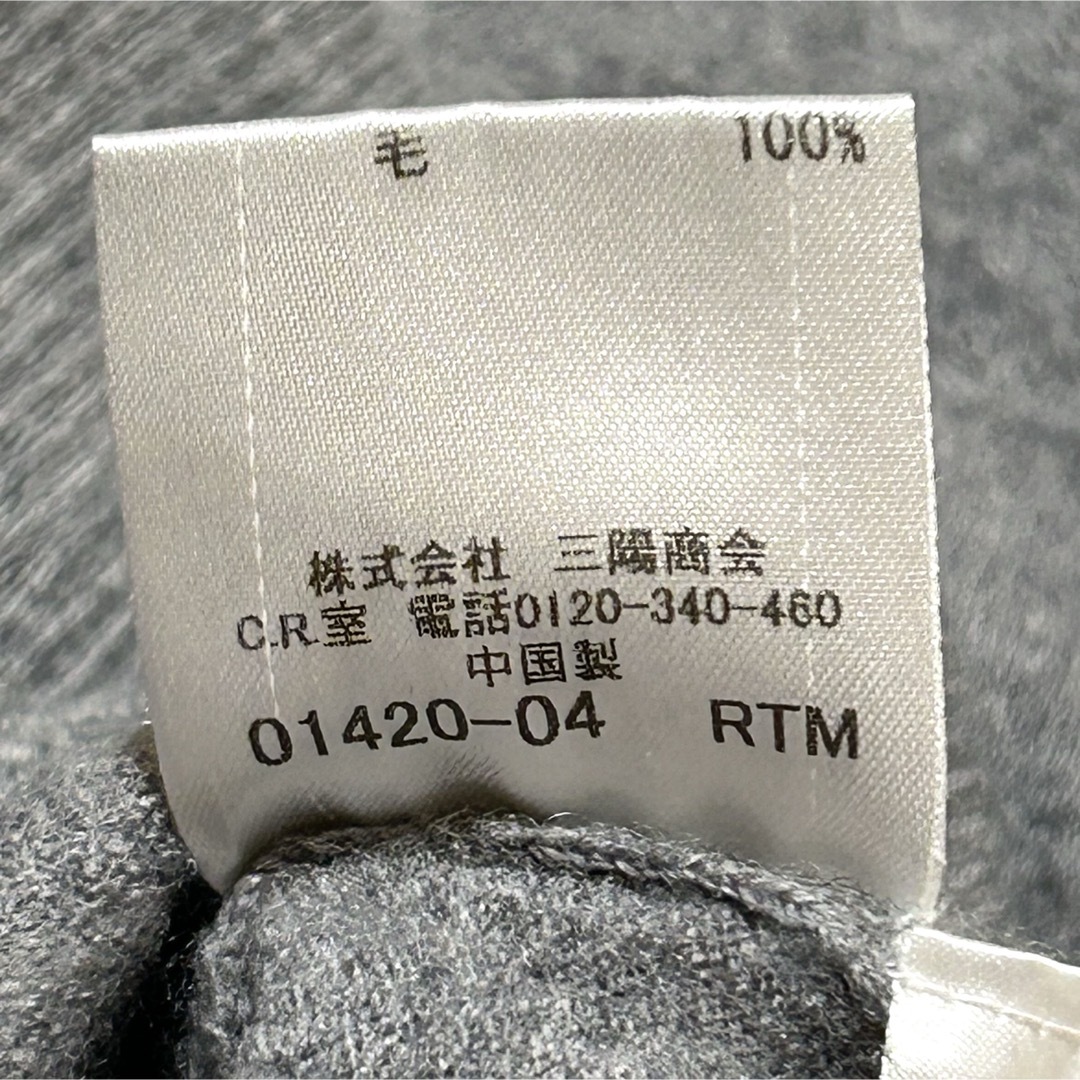 毛 100%
株式会社 三陽商会
C.R.室 電話0120-340-460
中国製
01420-04 RTM